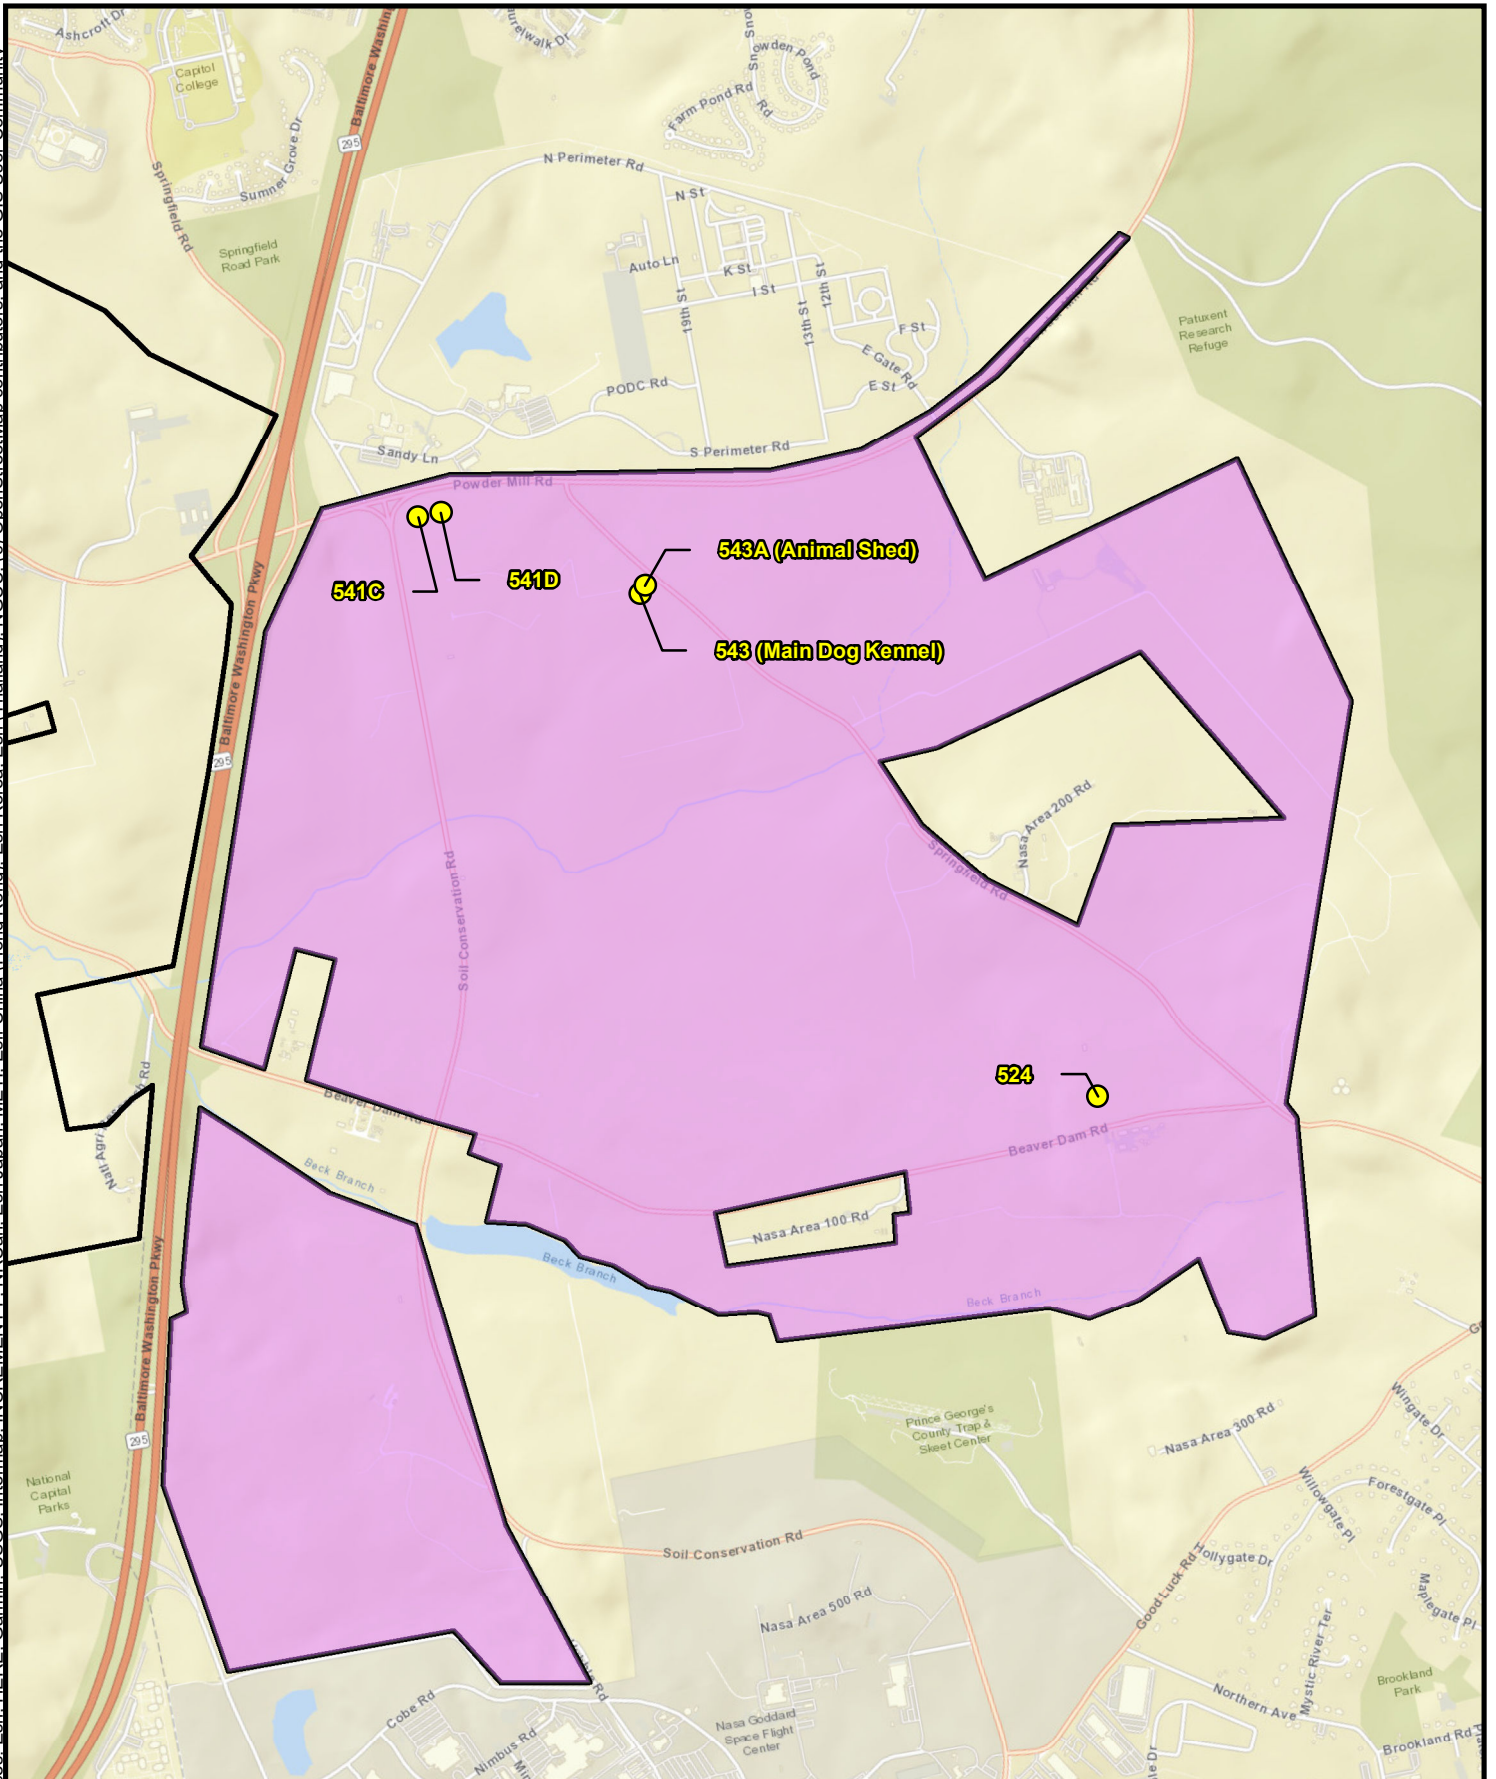 Ashcroft Dr
Capitol
College
Laurelwalk Dr
Snowden Pond
Rd
Farm Pond Rd
Baltimore Washin
295
Sumner Grove Dr
Springfield Rd
Springfield
Road Park
N Perimeter Rd
N St
Auto Ln
K St
I St
19th St
13th St
12th St
F St
E Gate Rd
E St
PODC Rd
Sandy Ln
S Perimeter Rd
Patuxent
Research
Refuge
Powder Mill Rd
541C
541D
543A (Animal Shed)
543 (Main Dog Kennel)
Baltimore Washington Pkwy
295
Nasa Area 200 Rd
Springfield Rd
Soil Conservation Rd
524
Beaver Dam Rd
Beaver Dam Rd
Beck Branch
Nasa Area 100 Rd
Beck Branch
Beck Branch
Baltimore Washington Pkwy
295
National
Capital
Parks
Prince George's
County Trap &
Skeet Center
Nasa Area 300 Rd
Wingate Dr
Willowgate Pl
Forestgate Pl
Hollygate Dr
Maplegate Pl
Good Luck Rd
Soil Conservation Rd
Nasa Area 500 Rd
Mystic River Ter
Brookland
Park
Northern Ave
Brookland Rd
Cobe Rd
Nimbus Rd
Nasa Goddard
Space Flight
Center